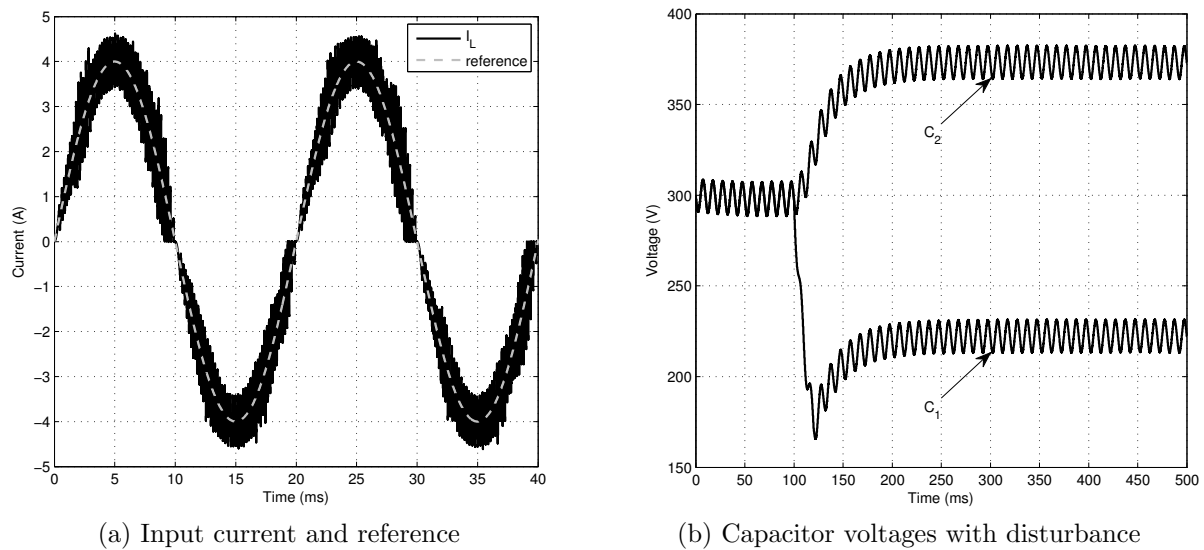 5
4
3
2
1
0
−1
−2
−3
−4
−5
Current (A)
0 5 10 15 20 25 30 35 40
Time (ms)
I_L
reference
(a) Input current and reference
400
350
300
250
200
150
Voltage (V)
0 50 100 150 200 250 300 350 400 450 500
Time (ms)
C_2
C_1
(b) Capacitor voltages with disturbance